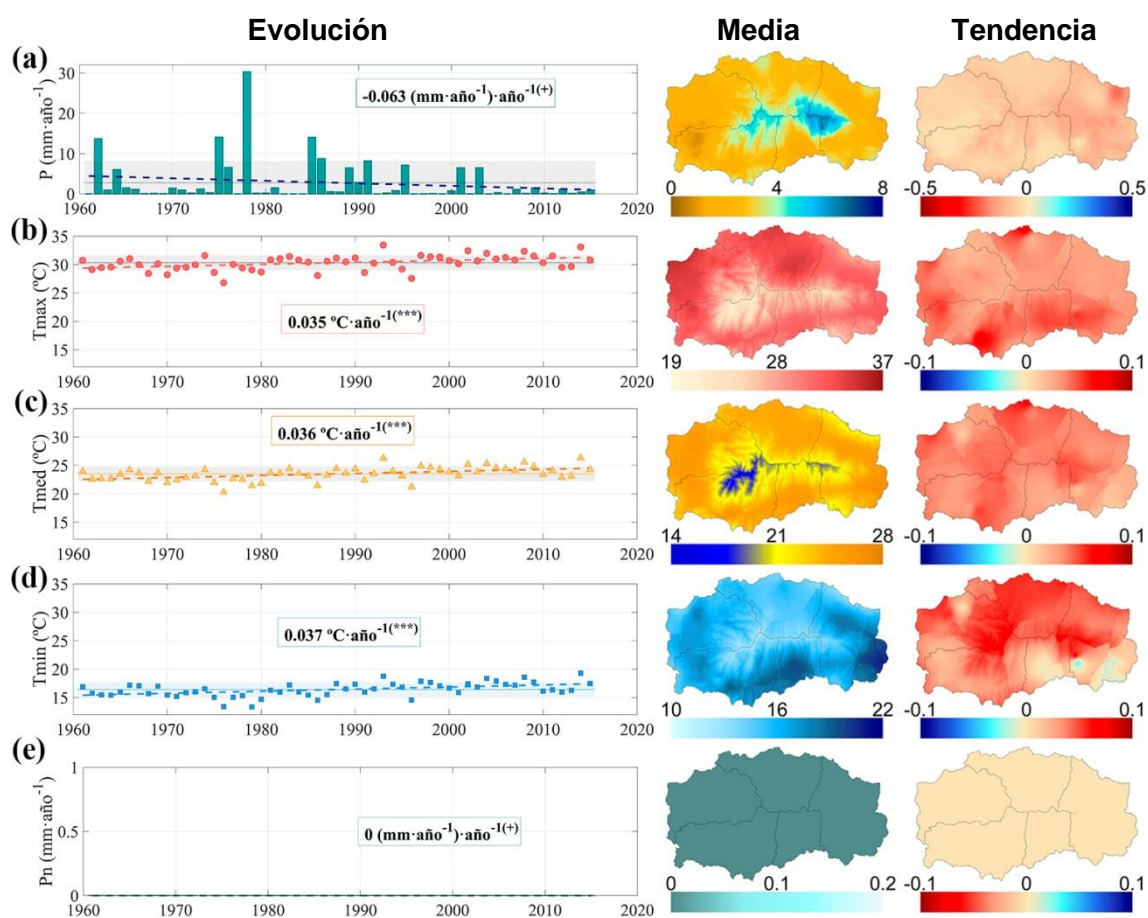 Evolución Media Tendencia
(a)
P (mm·año⁻¹)
30
20
10
0
-0.063 (mm·año⁻¹)·año⁻¹⁽⁺⁾
1960 1970 1980 1990 2000 2010 2020
0 4 8
-0.5 0 0.5
(b)
Tmax (ºC)
35
30
25
20
15
0.035 ºC·año⁻¹⁽***⁾
1960 1970 1980 1990 2000 2010 2020
19 28 37
-0.1 0 0.1
(c)
Tmed (ºC)
35
30
25
20
15
0.036 ºC·año⁻¹⁽***⁾
1960 1970 1980 1990 2000 2010 2020
14 21 28
-0.1 0 0.1
(d)
Tmin (ºC)
35
30
25
20
15
0.037 ºC·año⁻¹⁽***⁾
1960 1970 1980 1990 2000 2010 2020
10 16 22
-0.1 0 0.1
(e)
Pn (mm·año⁻¹)
1
0.5
0
0 (mm·año⁻¹)·año⁻¹⁽⁺⁾
1960 1970 1980 1990 2000 2010 2020
0 0.1 0.2
-0.1 0 0.1